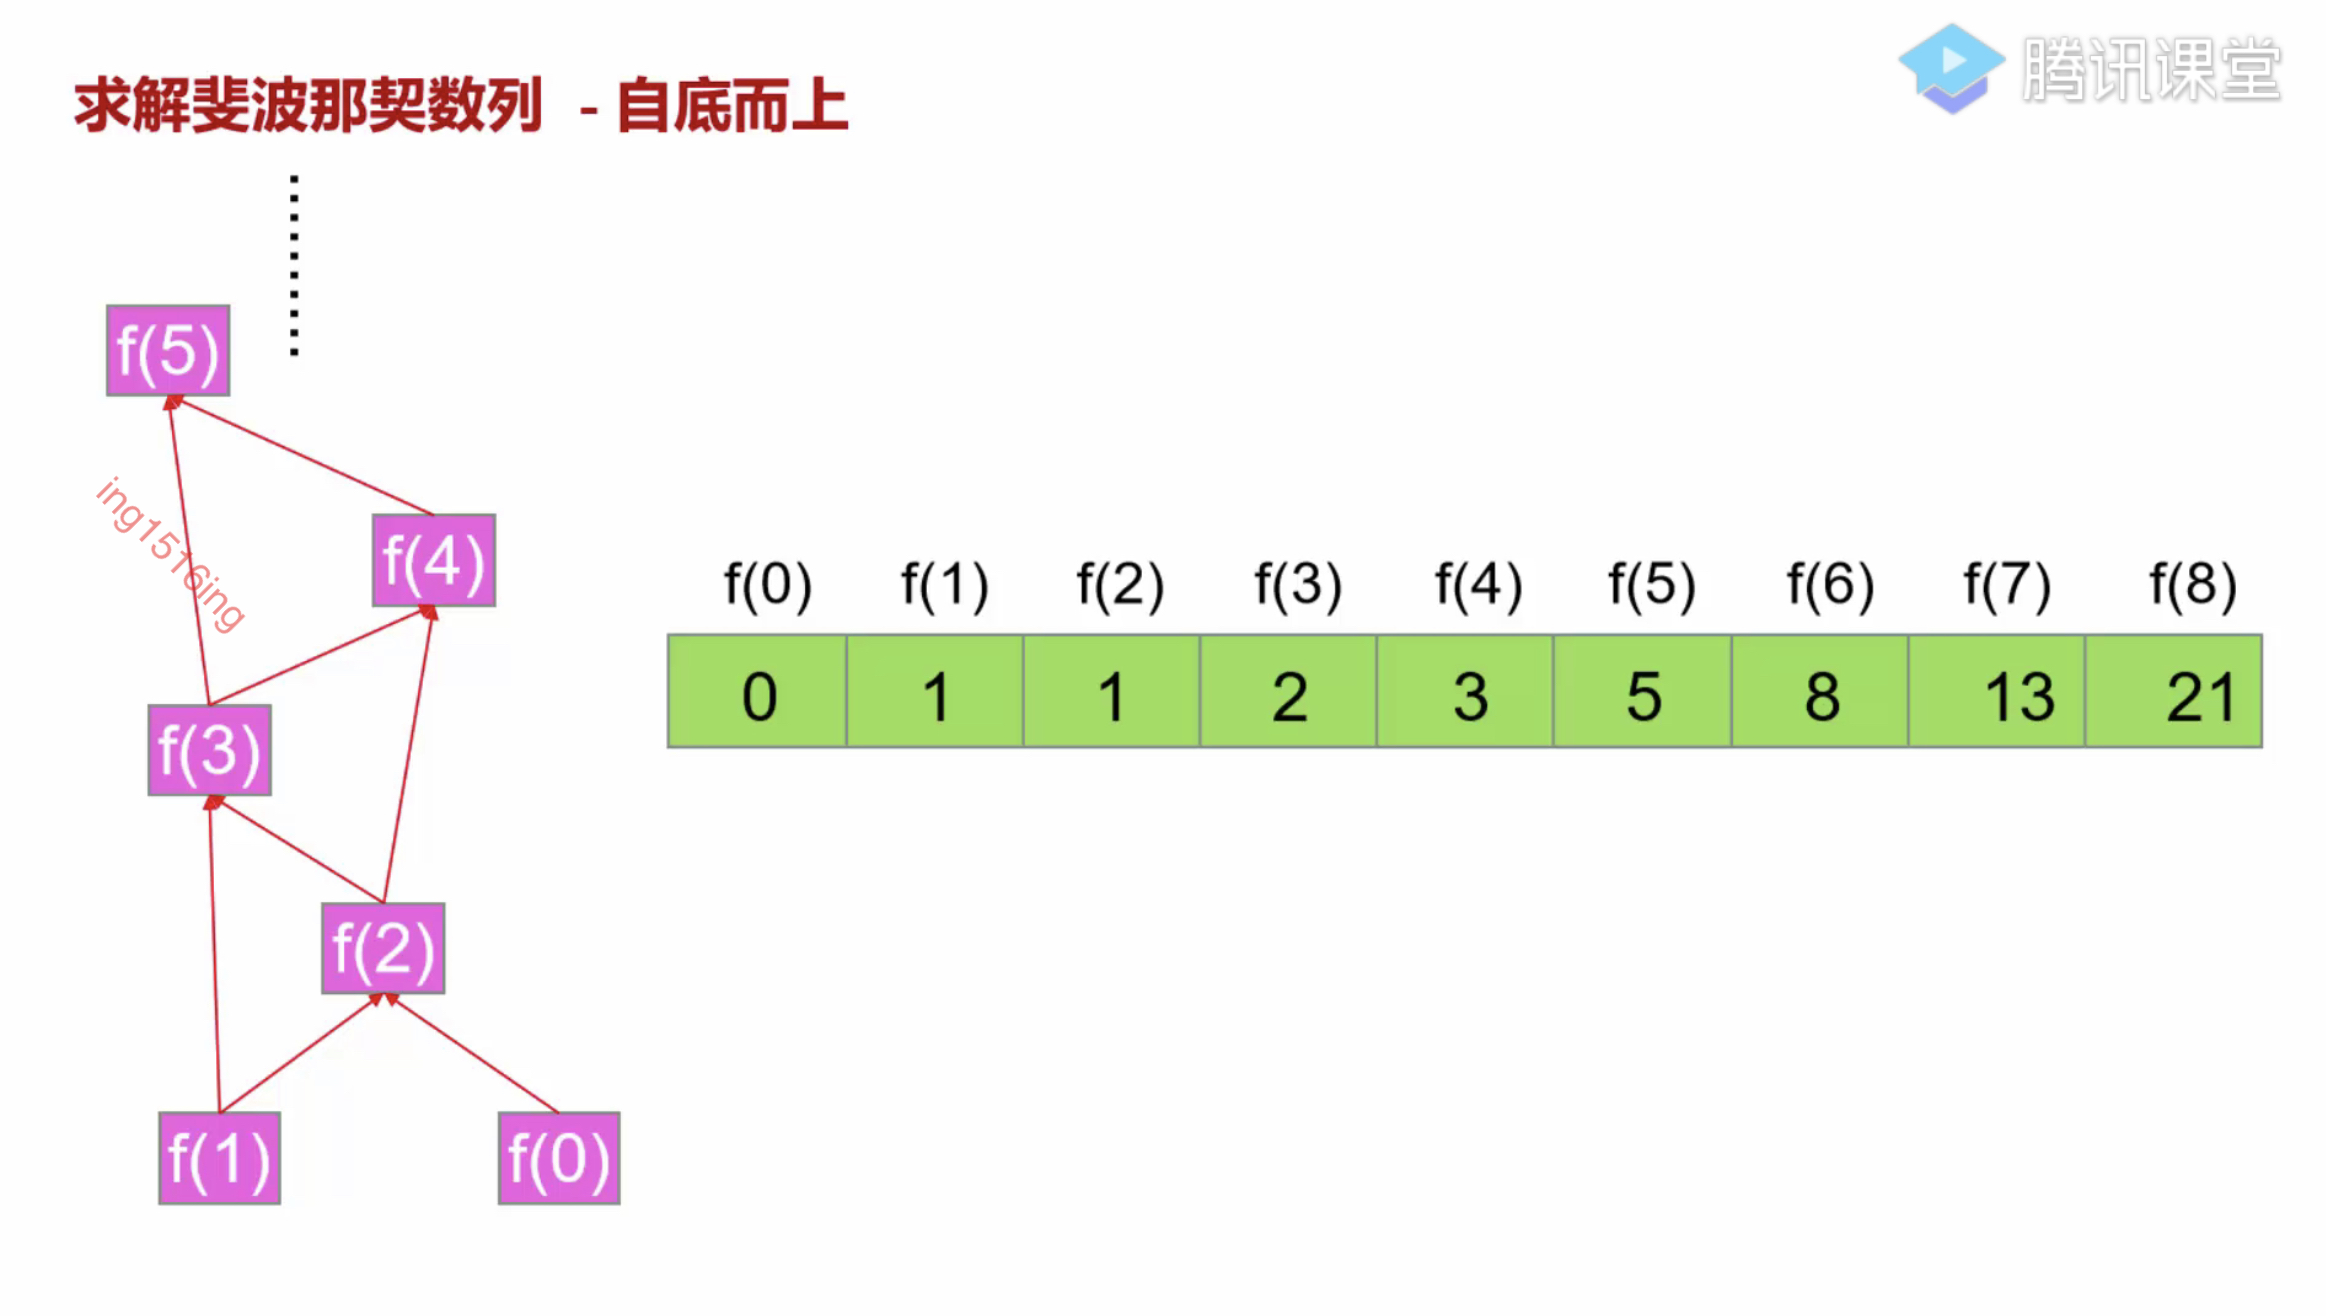 腾讯课堂
求解斐波那契数列 - 自底而上
f(5)
ing1516ing
f(4)
f(0) f(1) f(2) f(3) f(4) f(5) f(6) f(7) f(8)
0 1 1 2 3 5 8 13 21
f(3)
f(2)
f(1) f(0)